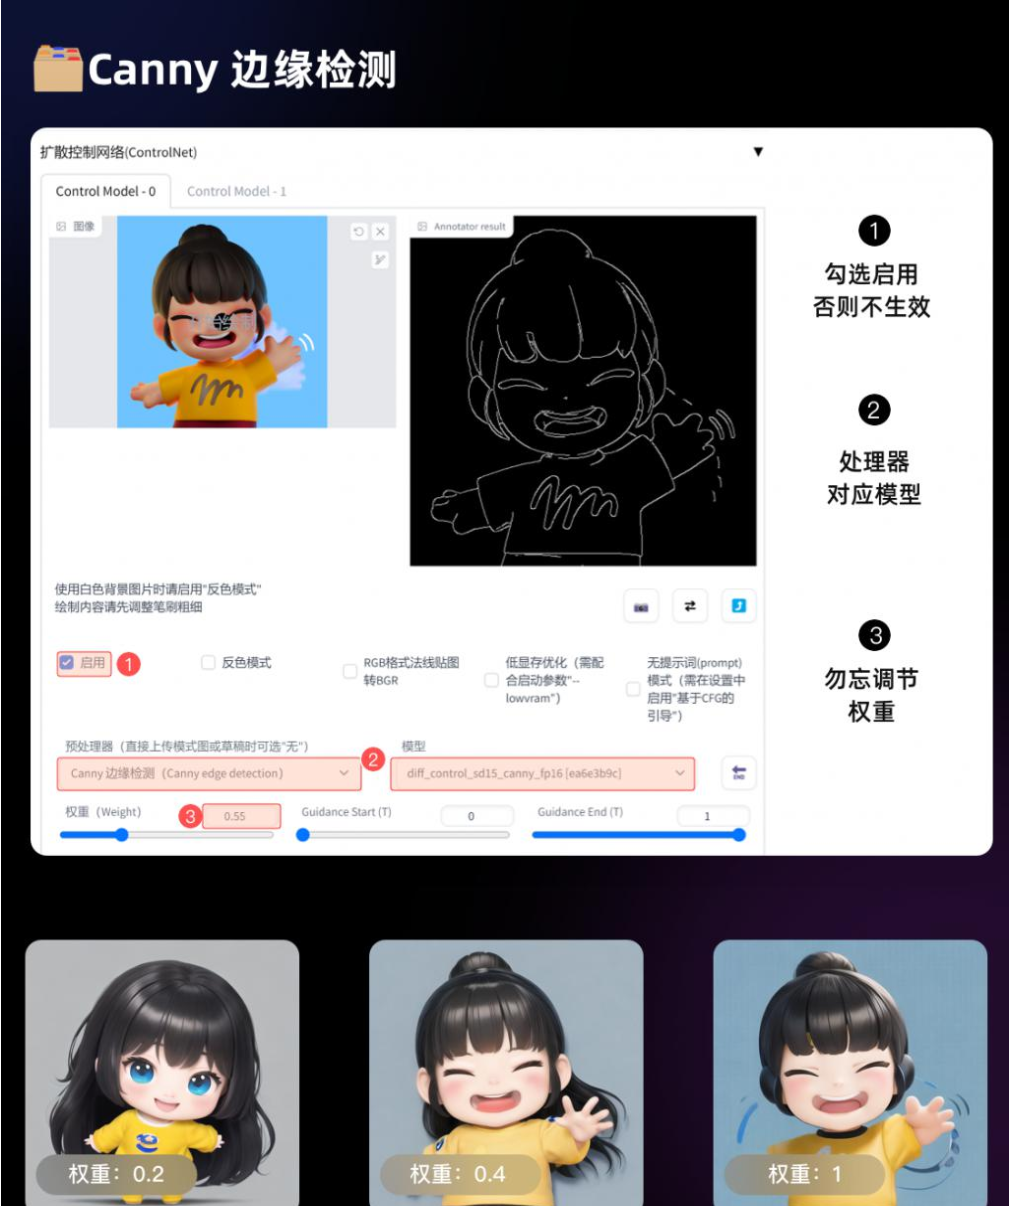 Canny 边缘检测
扩散控制网络(ControlNet)
▼
Control Model - 0
Control Model - 1
图像
Annotator result
1
勾选启用
否则不生效
2
处理器
对应模型
3
勿忘调节
权重
使用白色背景图片时请启用"反色模式"
绘制内容请先调整笔刷粗细
启用
1
反色模式
RGB格式法线贴图
转BGR
低显存优化（需配
合启动参数"--
lowvram"）
无提示词(prompt)
模式（需在设置中
启用"基于CFG的
引导"）
预处理器（直接上传模式图或草稿时可选"无"）
2
模型
Canny 边缘检测（Canny edge detection）
diff_control_sd15_canny_fp16 [ea6e3b9c]
END
权重（Weight）
3
0.55
Guidance Start (T)
0
Guidance End (T)
1
权重：0.2
权重：0.4
权重：1